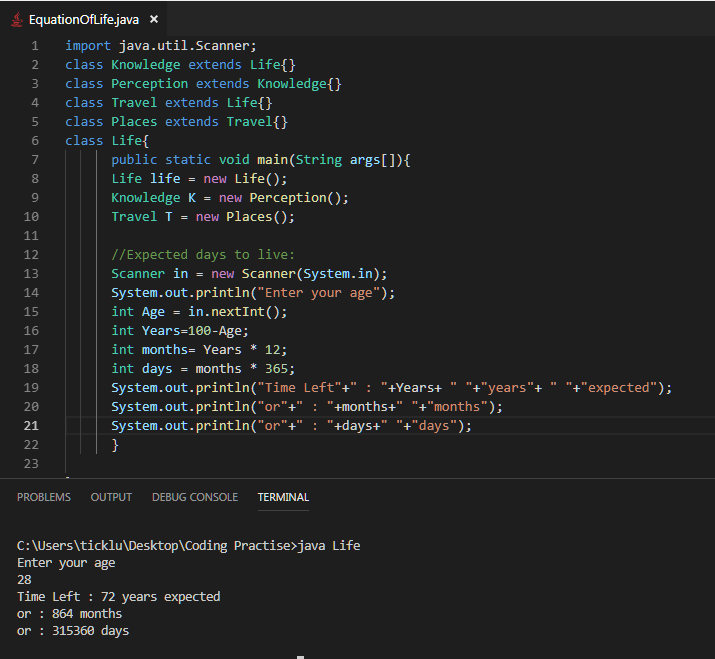 EquationOfLife.java ×
1 import java.util.Scanner;
2 class Knowledge extends Life{}
3 class Perception extends Knowledge{}
4 class Travel extends Life{}
5 class Places extends Travel{}
6 class Life{
7 public static void main(String args[]){
8 Life life = new Life();
9 Knowledge K = new Perception();
10 Travel T = new Places();
11
12 //Expected days to live:
13 Scanner in = new Scanner(System.in);
14 System.out.println("Enter your age");
15 int Age = in.nextInt();
16 int Years=100-Age;
17 int months= Years * 12;
18 int days = months * 365;
19 System.out.println("Time Left"+" : "+Years+ " "+"years"+ " "+"expected");
20 System.out.println("or"+" : "+months+" "+"months");
21 System.out.println("or"+" : "+days+" "+"days");
22 }
23
PROBLEMS OUTPUT DEBUG CONSOLE TERMINAL
C:\Users\ticklu\Desktop\Coding Practise>java Life
Enter your age
28
Time Left : 72 years expected
or : 864 months
or : 315360 days